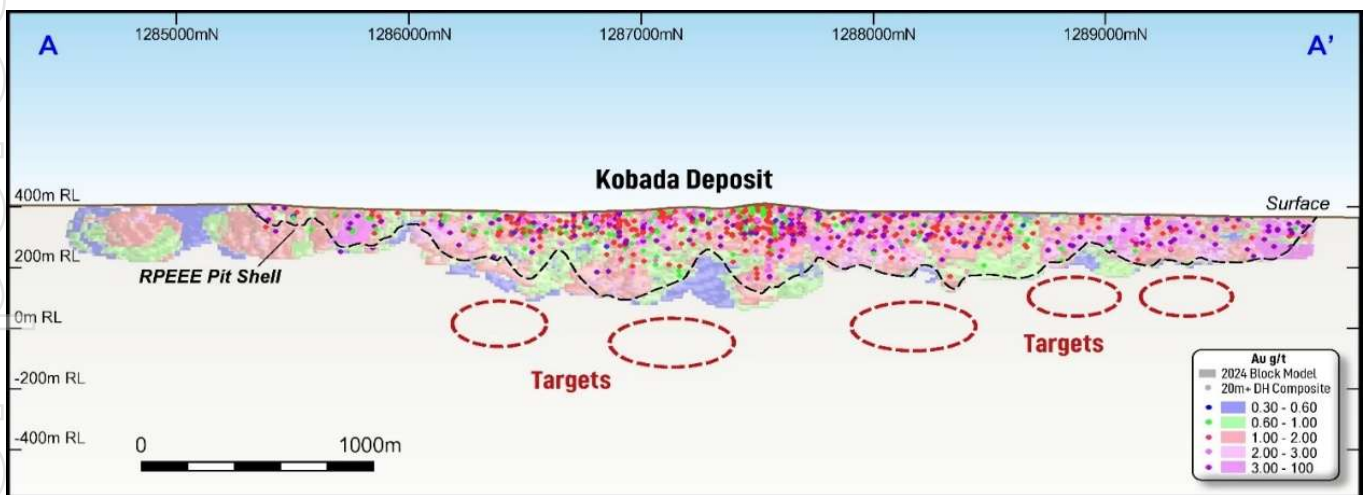 1285000mN
1286000mN
1287000mN
1288000mN
1289000mN
A
A'
Kobada Deposit
400m RL
Surface
200m RL
RPEEE Pit Shell
0m RL
Targets
Targets
-200m RL
-400m RL
0
1000m
Au g/t
2024 Block Model
20m+ DH Composite
0.30 - 0.60
0.60 - 1.00
1.00 - 2.00
2.00 - 3.00
3.00 - 100